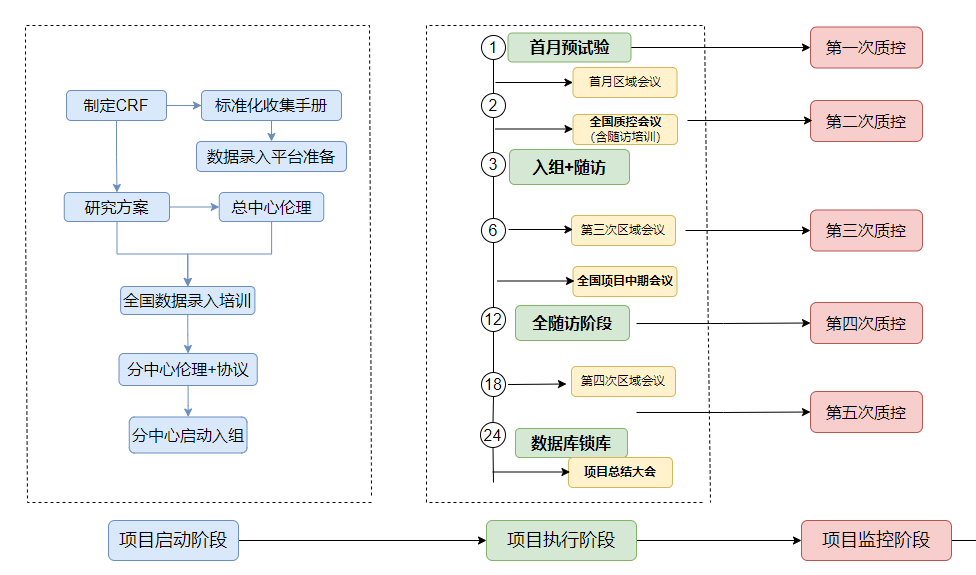 制定CRF
标准化收集手册
数据录入平台准备
研究方案
总中心伦理
全国数据录入培训
分中心伦理+协议
分中心启动入组
1
首月预试验
首月区域会议
2
全国质控会议
(含随访培训)
3
入组+随访
6
第三次区域会议
全国项目中期会议
12
全随访阶段
18
第四次区域会议
24
数据库锁库
项目总结大会
第一次质控
第二次质控
第三次质控
第四次质控
第五次质控
项目启动阶段
项目执行阶段
项目监控阶段